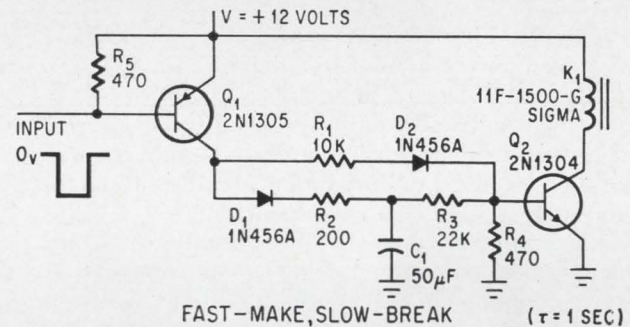 V = +12 VOLTS
R5
470
Q1
2N1305
K1
11F-1500-G
SIGMA
INPUT
0v
R1
10K
D2
1N456A
Q2
2N1304
D1
1N456A
R2
200
R3
22K
R4
470
C1
50μF
FAST-MAKE, SLOW-BREAK
(τ = 1 SEC)